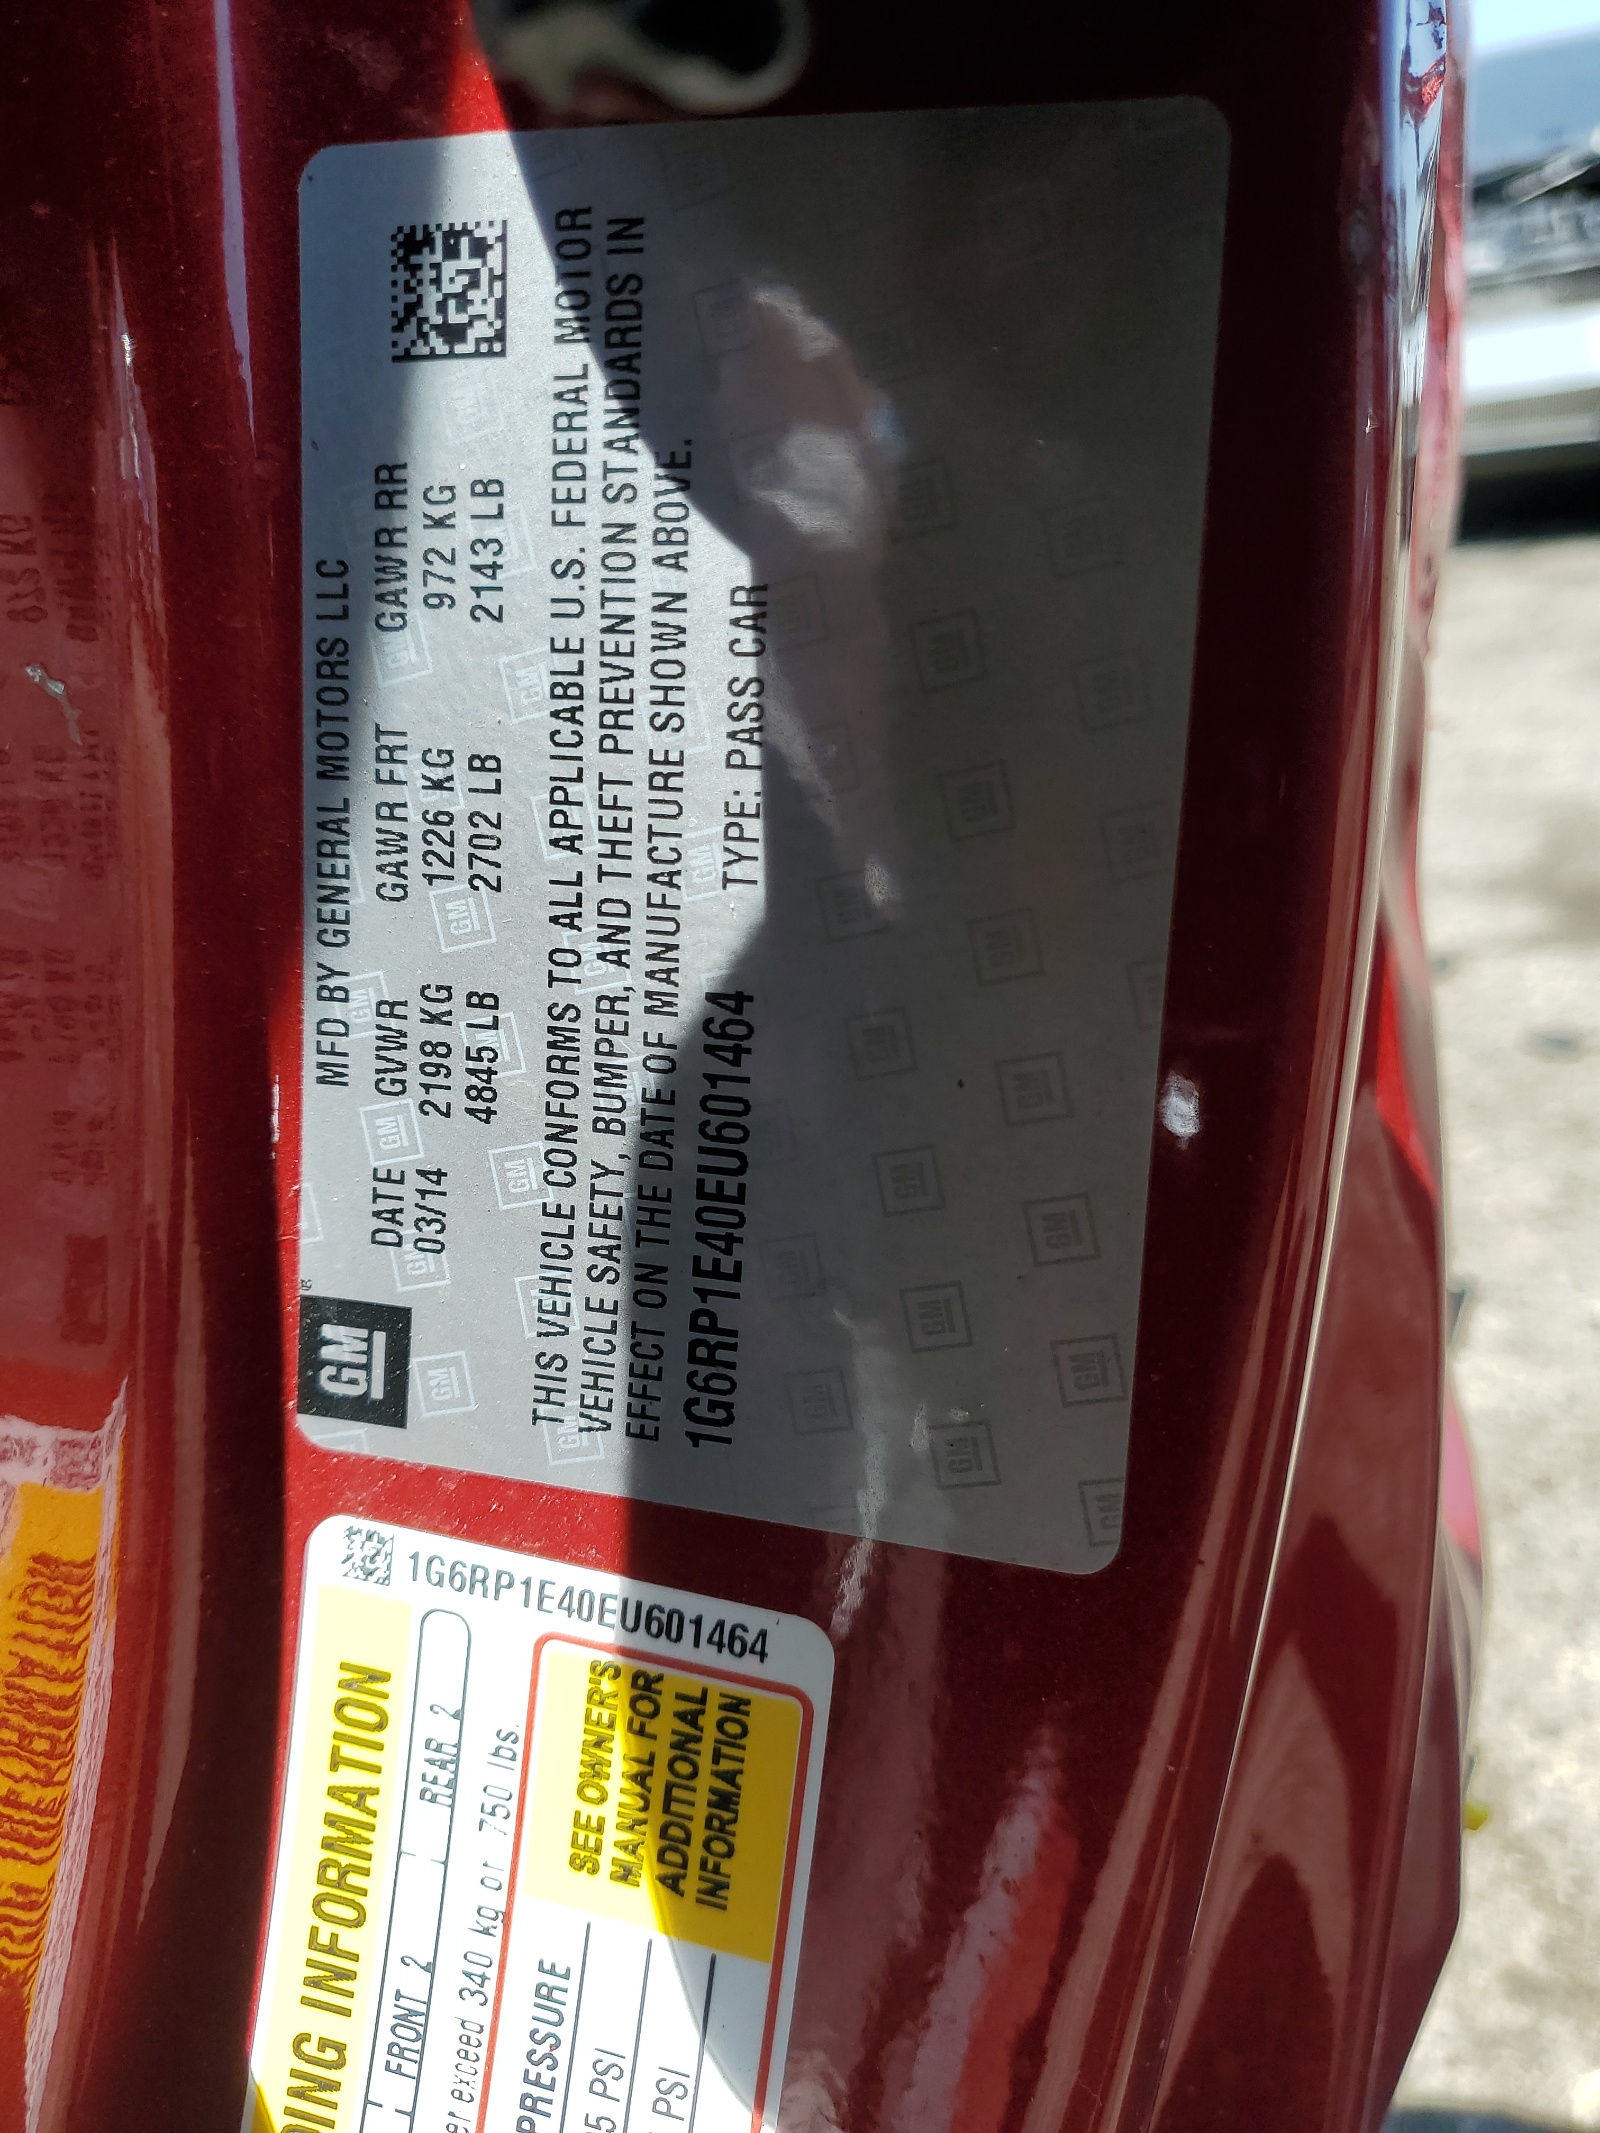 GM
MFD BY GENERAL MOTORS LLC
DATE GVWR GAWR FRT GAWR RR
03/14 2198 KG 1226 KG 972 KG
4845 LB 2702 LB 2143 LB
THIS VEHICLE CONFORMS TO ALL APPLICABLE U.S. FEDERAL MOTOR
VEHICLE SAFETY, BUMPER, AND THEFT PREVENTION STANDARDS IN
EFFECT ON THE DATE OF MANUFACTURE SHOWN ABOVE.
1G6RP1E40EU601464 TYPE: PASS CAR
INFORMATION
1G6RP1E40EU601464
FRONT 2 REAR 2
exceed 340 kg or 750 lbs.
PRESSURE
PSI
PSI
SEE OWNER'S
MANUAL FOR
ADDITIONAL
INFORMATION